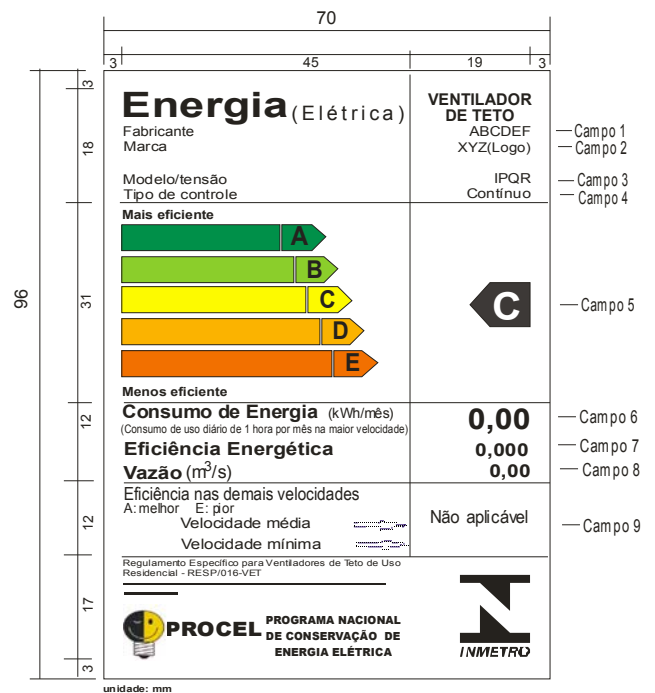 70
3 45 19 3
96
3
18
31
12
12
17
3
Energia (Elétrica)
VENTILADOR
DE TETO
Fabricante ABCDEF Campo 1
Marca XYZ(Logo) Campo 2
Modelo/tensão IPQR Campo 3
Tipo de controle Contínuo Campo 4
Mais eficiente
A
B
C
D
E
C Campo 5
Menos eficiente
Consumo de Energia (kWh/mês) 0,00 Campo 6
(Consumo de uso diário de 1 hora por mês na maior velocidade)
Eficiência Energética 0,000 Campo 7
Vazão (m³/s) 0,00 Campo 8
Eficiência nas demais velocidades
A: melhor E: pior
Velocidade média
Velocidade mínima
Não aplicável Campo 9
Regulamento Específico para Ventiladores de Teto de Uso
Residencial - RESP/016-VET
PROCEL
PROGRAMA NACIONAL
DE CONSERVAÇÃO DE
ENERGIA ELÉTRICA
INMETRO
unidade: mm